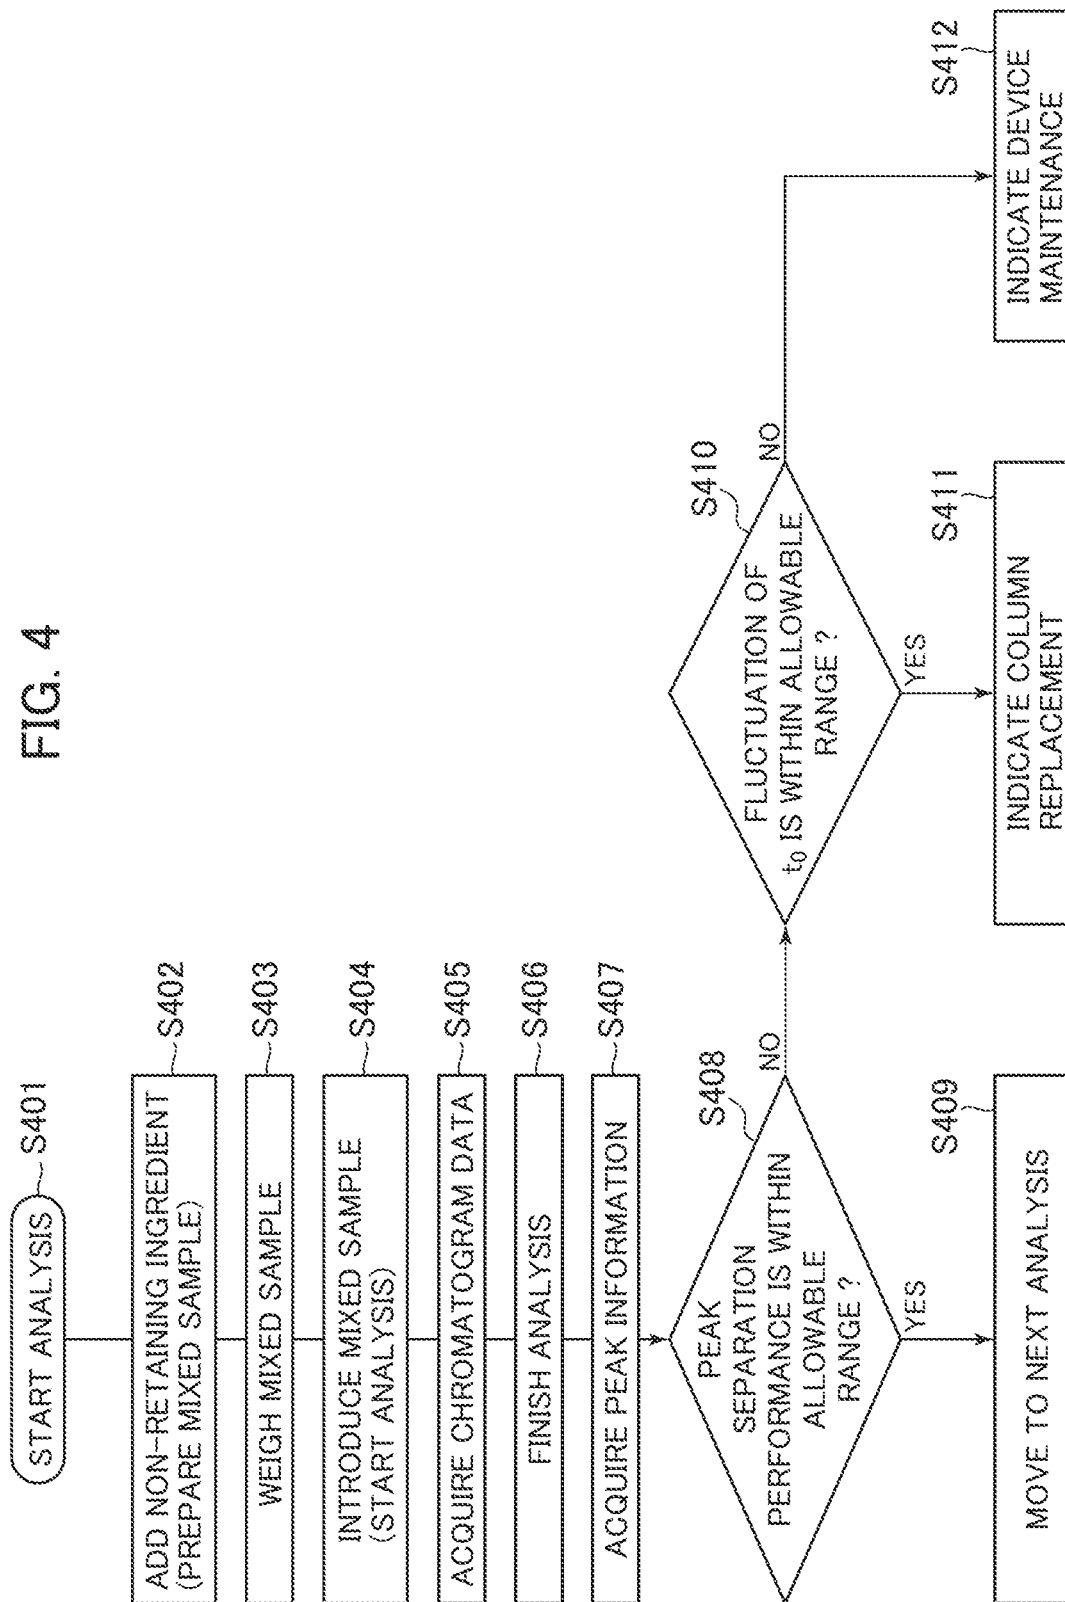 FIG. 4
START ANALYSIS
S401
ADD NON-RETAINING INGREDIENT
(PREPARE MIXED SAMPLE)
S402
WEIGH MIXED SAMPLE
S403
INTRODUCE MIXED SAMPLE
(START ANALYSIS)
S404
ACQUIRE CHROMATOGRAM DATA
S405
FINISH ANALYSIS
S406
ACQUIRE PEAK INFORMATION
S407
PEAK
SEPARATION
PERFORMANCE IS WITHIN
ALLOWABLE
RANGE ?
S408
NO
YES
FLUCTUATION OF
t₀ IS WITHIN ALLOWABLE
RANGE ?
S410
NO
YES
MOVE TO NEXT ANALYSIS
S409
INDICATE COLUMN
REPLACEMENT
S411
INDICATE DEVICE
MAINTENANCE
S412